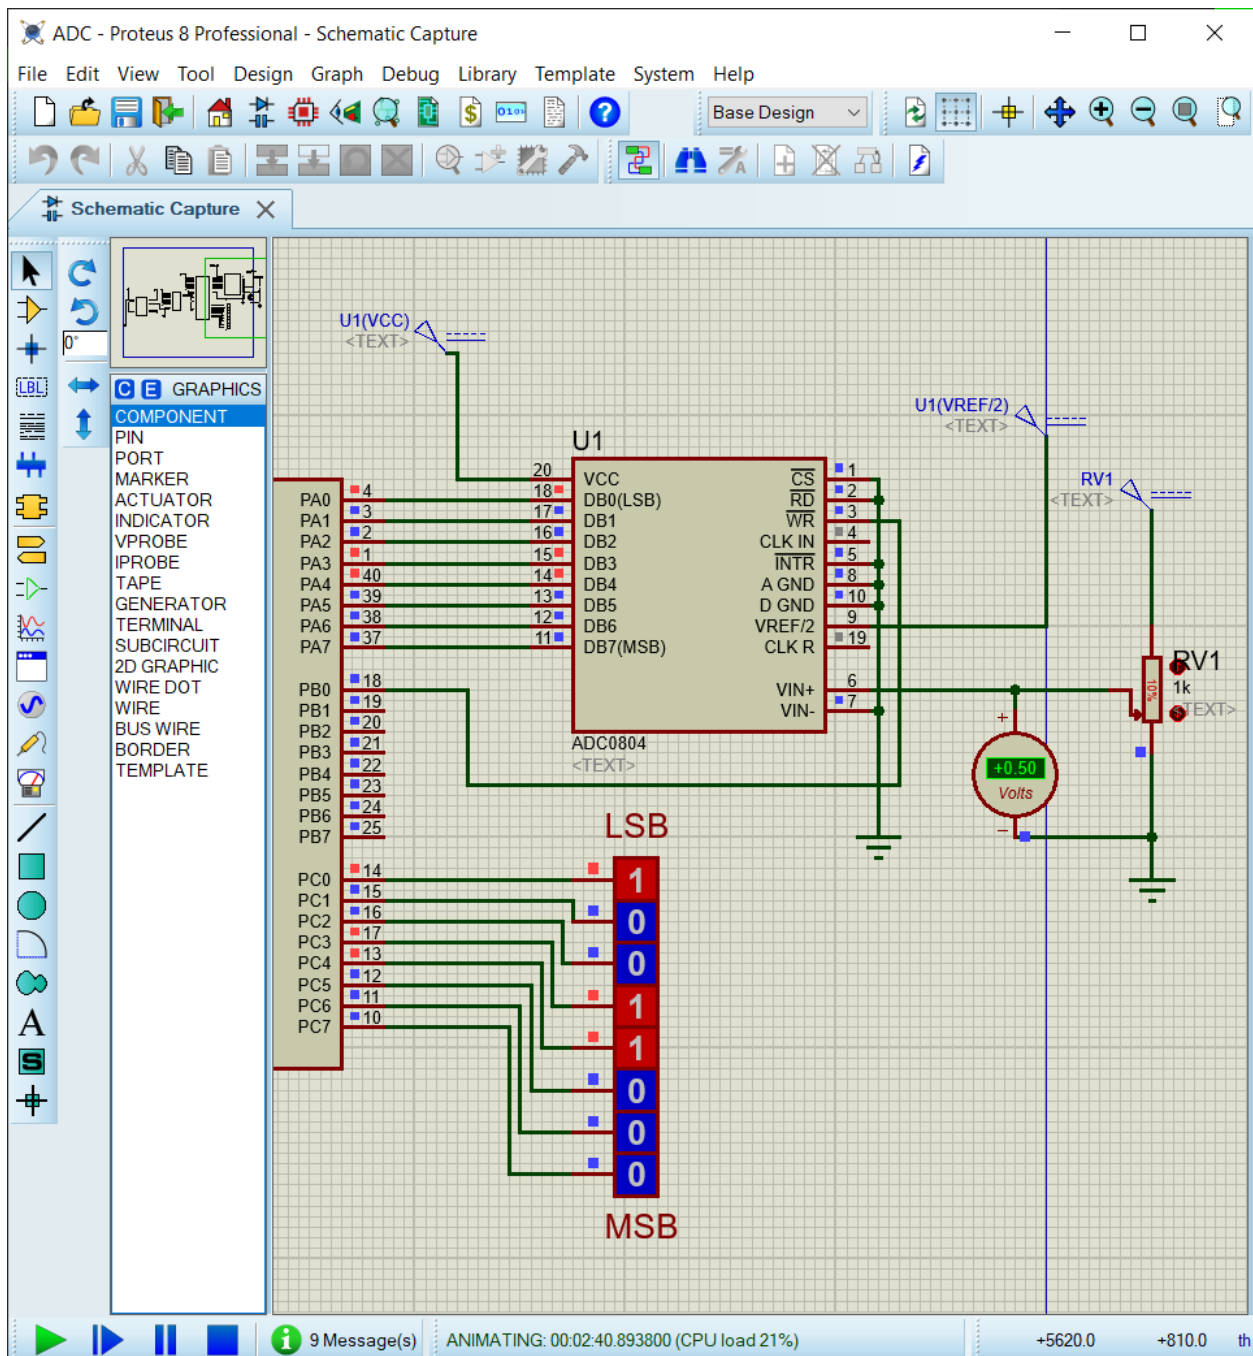 ADC - Proteus 8 Professional - Schematic Capture
File Edit View Tool Design Graph Debug Library Template System Help
Base Design
Schematic Capture
0°
LBL
C E GRAPHICS
COMPONENT
PIN
PORT
MARKER
ACTUATOR
INDICATOR
VPROBE
IPROBE
TAPE
GENERATOR
TERMINAL
SUBCIRCUIT
2D GRAPHIC
WIRE DOT
WIRE
BUS WIRE
BORDER
TEMPLATE
A
S
U1(VCC)
<TEXT>
U1(VREF/2)
<TEXT>
RV1
<TEXT>
U1
20 VCC
18 DB0(LSB)
17 DB1
16 DB2
15 DB3
14 DB4
13 DB5
12 DB6
11 DB7(MSB)
CS 1
RD 2
WR 3
CLK IN 4
INTR 5
A GND 8
D GND 10
VREF/2 9
CLK R 19
VIN+ 6
VIN- 7
ADC0804
<TEXT>
PA0 4
PA1 3
PA2 2
PA3 1
PA4 40
PA5 39
PA6 38
PA7 37
PB0 18
PB1 19
PB2 20
PB3 21
PB4 22
PB5 23
PB6 24
PB7 25
PC0 14
PC1 15
PC2 16
PC3 17
PC4 13
PC5 12
PC6 11
PC7 10
RV1
10%
1k
<TEXT>
+
+0.50
Volts
LSB
1
0
0
1
1
0
0
0
MSB
9 Message(s)
ANIMATING: 00:02:40.893800 (CPU load 21%)
+5620.0 +810.0 th